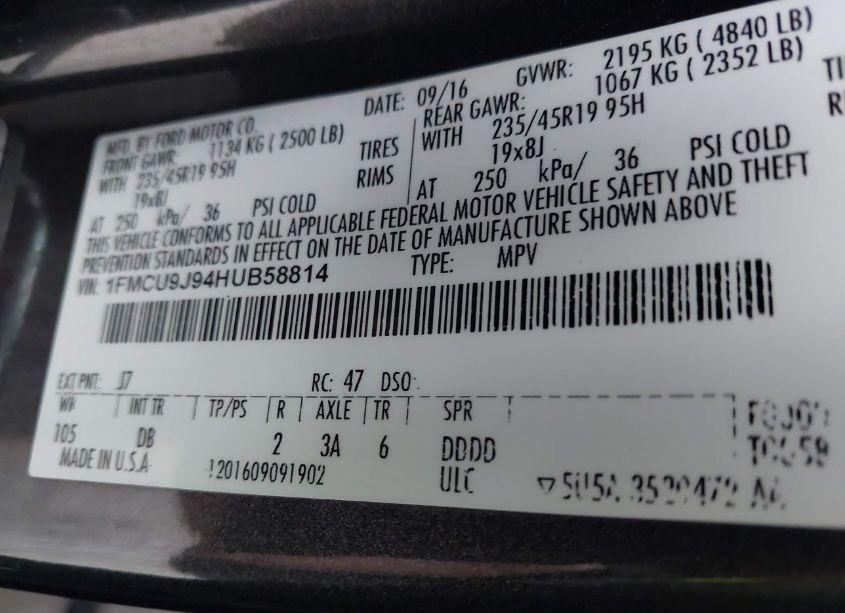 MFD. BY FORD MOTOR CO. DATE: 09/16 GVWR: 2195 KG ( 4840 LB)
FRONT GAWR: 1134 KG ( 2500 LB) REAR GAWR: 1067 KG ( 2352 LB)
WITH 235/45R19 95H TIRES WITH 235/45R19 95H
19x8J RIMS 19x8J
AT 250 kPa/ 36 PSI COLD AT 250 kPa/ 36 PSI COLD
THIS VEHICLE CONFORMS TO ALL APPLICABLE FEDERAL MOTOR VEHICLE SAFETY AND THEFT
PREVENTION STANDARDS IN EFFECT ON THE DATE OF MANUFACTURE SHOWN ABOVE
VIN: 1FMCU9J94HUB58814 TYPE: MPV
EXT PNT: J7 RC: 47 DSO:
WB INT TR TP/PS R AXLE TR SPR
105 DB 2 3A 6 DDDD
MADE IN U.S.A. 201609091902 ULC